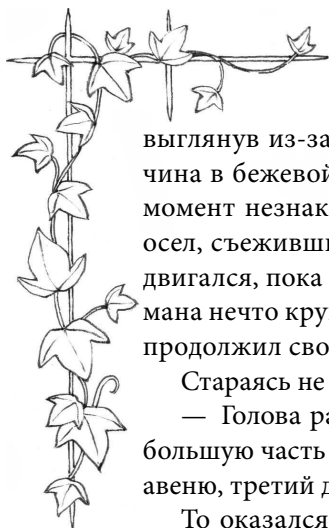 выглянув из-за
чина в бежевой
момент незнак
осел, съеживши
двигался, пока
мана нечто кру
продолжил сво
Стараясь не
— Голова ра
большую часть
авеню, третий д
То оказался